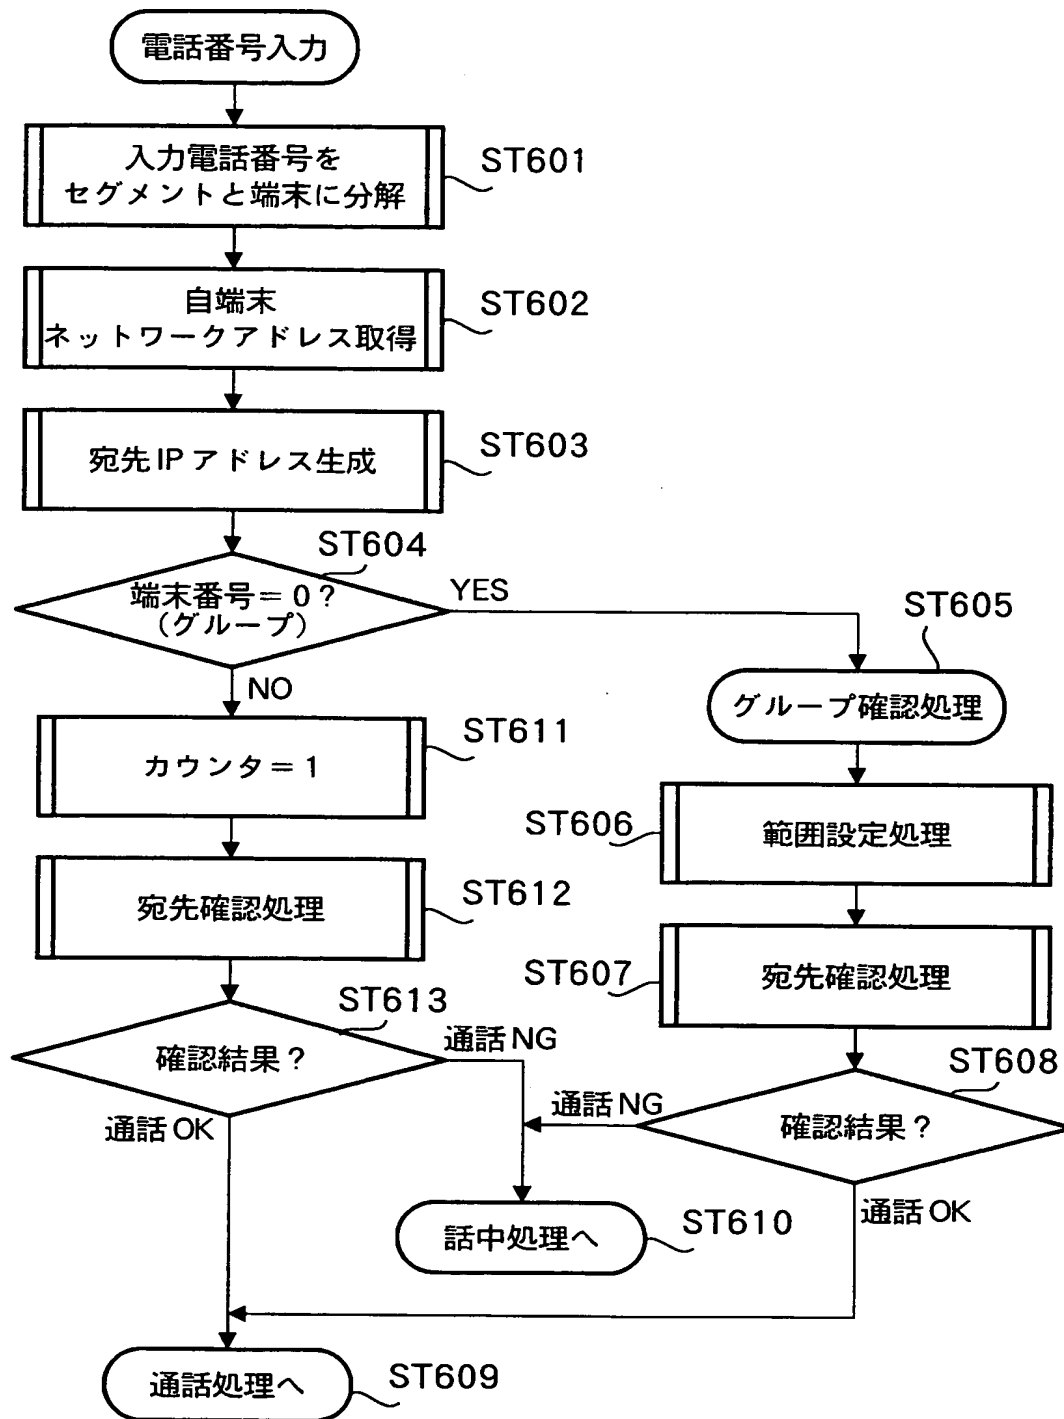 電話番号入力
入力電話番号を
セグメントと端末に分解
ST601
自端末
ネットワークアドレス取得
ST602
宛先IPアドレス生成
ST603
ST604
端末番号=0?
(グループ)
YES
NO
ST605
グループ確認処理
カウンタ=1
ST611
ST606
範囲設定処理
宛先確認処理
ST612
ST607
宛先確認処理
ST613
確認結果?
通話NG
通話OK
ST608
確認結果?
通話NG
通話OK
話中処理へ
ST610
通話処理へ
ST609